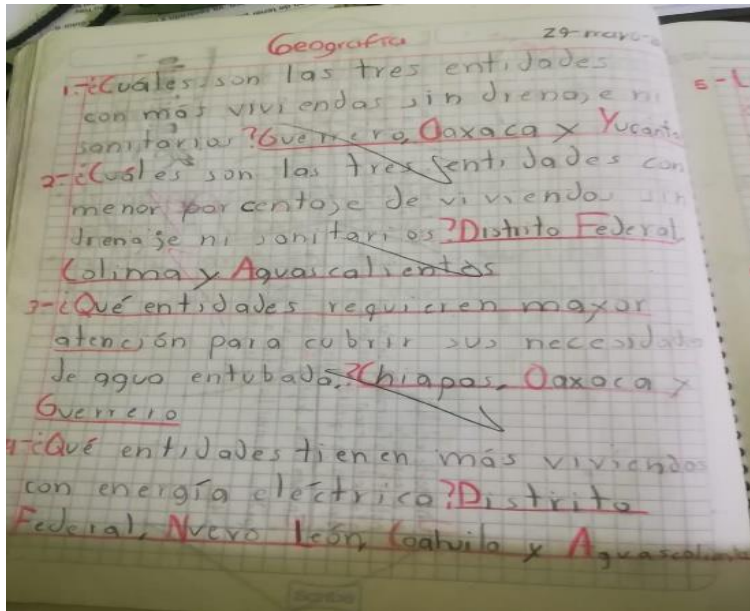 Geografía
1-¿Cuáles son las tres entidades
con más viviendas sin drenaje ni
sanitarios?Guerrero, Oaxaca y
2-¿Cuáles son las tres entidades con
menor porcentaje de viviendas sin
drenaje ni sanitarios?Distrito Federal
Colima y Aguascalientes
3-¿Qué entidades requieren mayor
atención para cubrir sus necesidades
de agua entubada?Chiapas, Oaxaca y
Guerrero
4-¿Qué entidades tienen más viviendas
con energía eléctrica?Distrito
Federal, Nuevo León, Coahuila y
5-